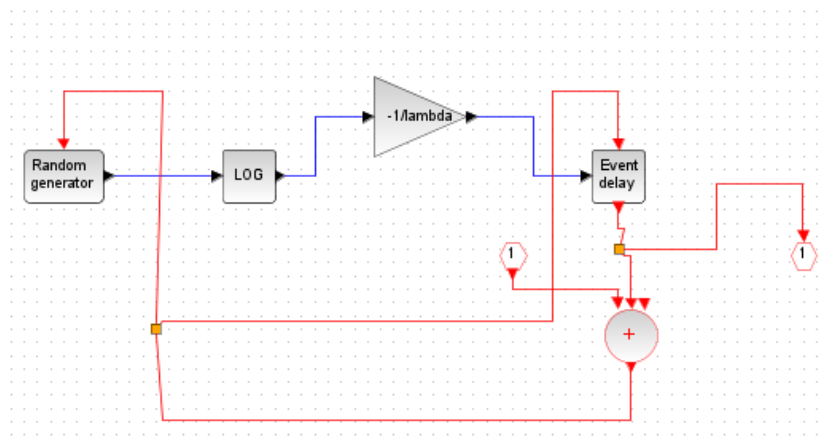 -1/lambda
Random
generator
LOG
Event
delay
1
1
+